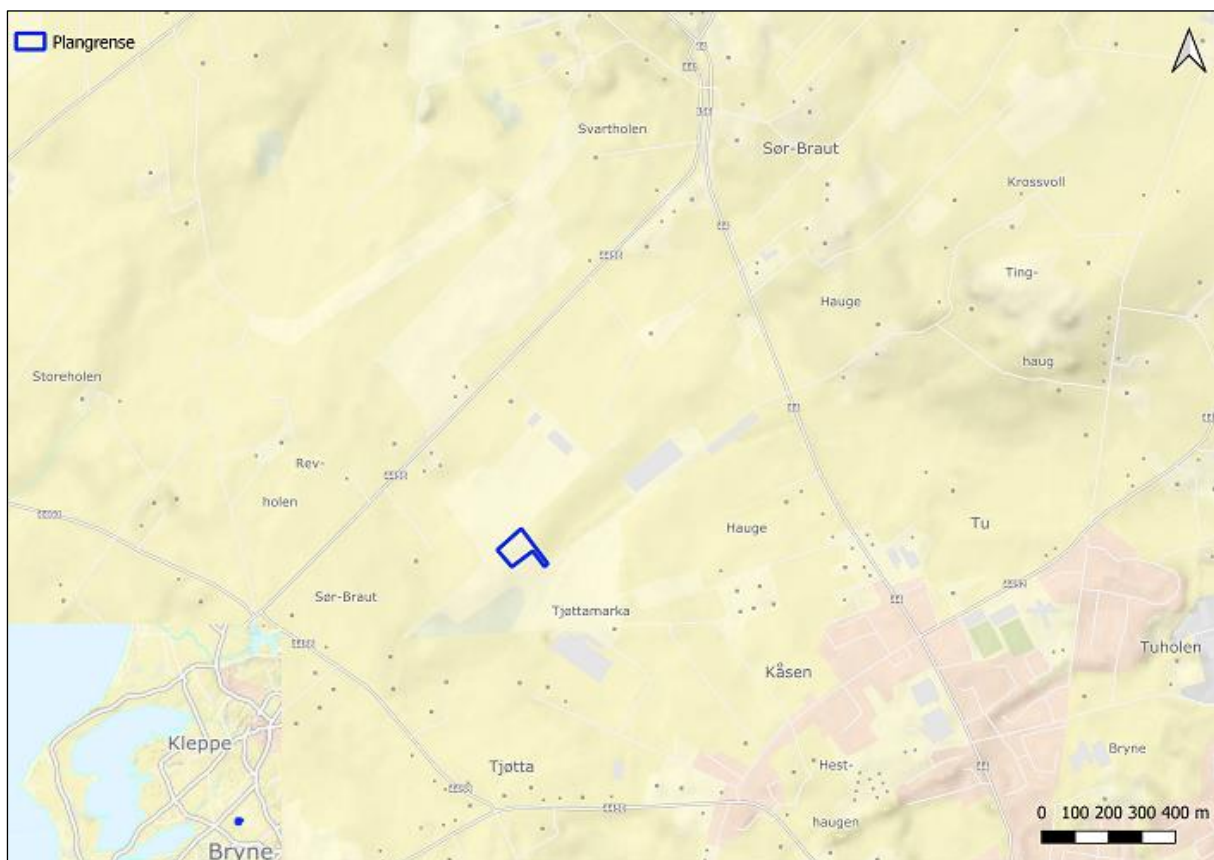 Plangrense
Svartholen
Sør-Braut
Krossvoll
Ting-
Hauge
haug
Storeholen
Rev-
holen
Tu
Hauge
Sør-Braut
Tjøttamarka
Tuholen
Kåsen
Kleppe
Bryne
Tjøtta
Hest-
haugen
0 100 200 300 400 m
Bryne